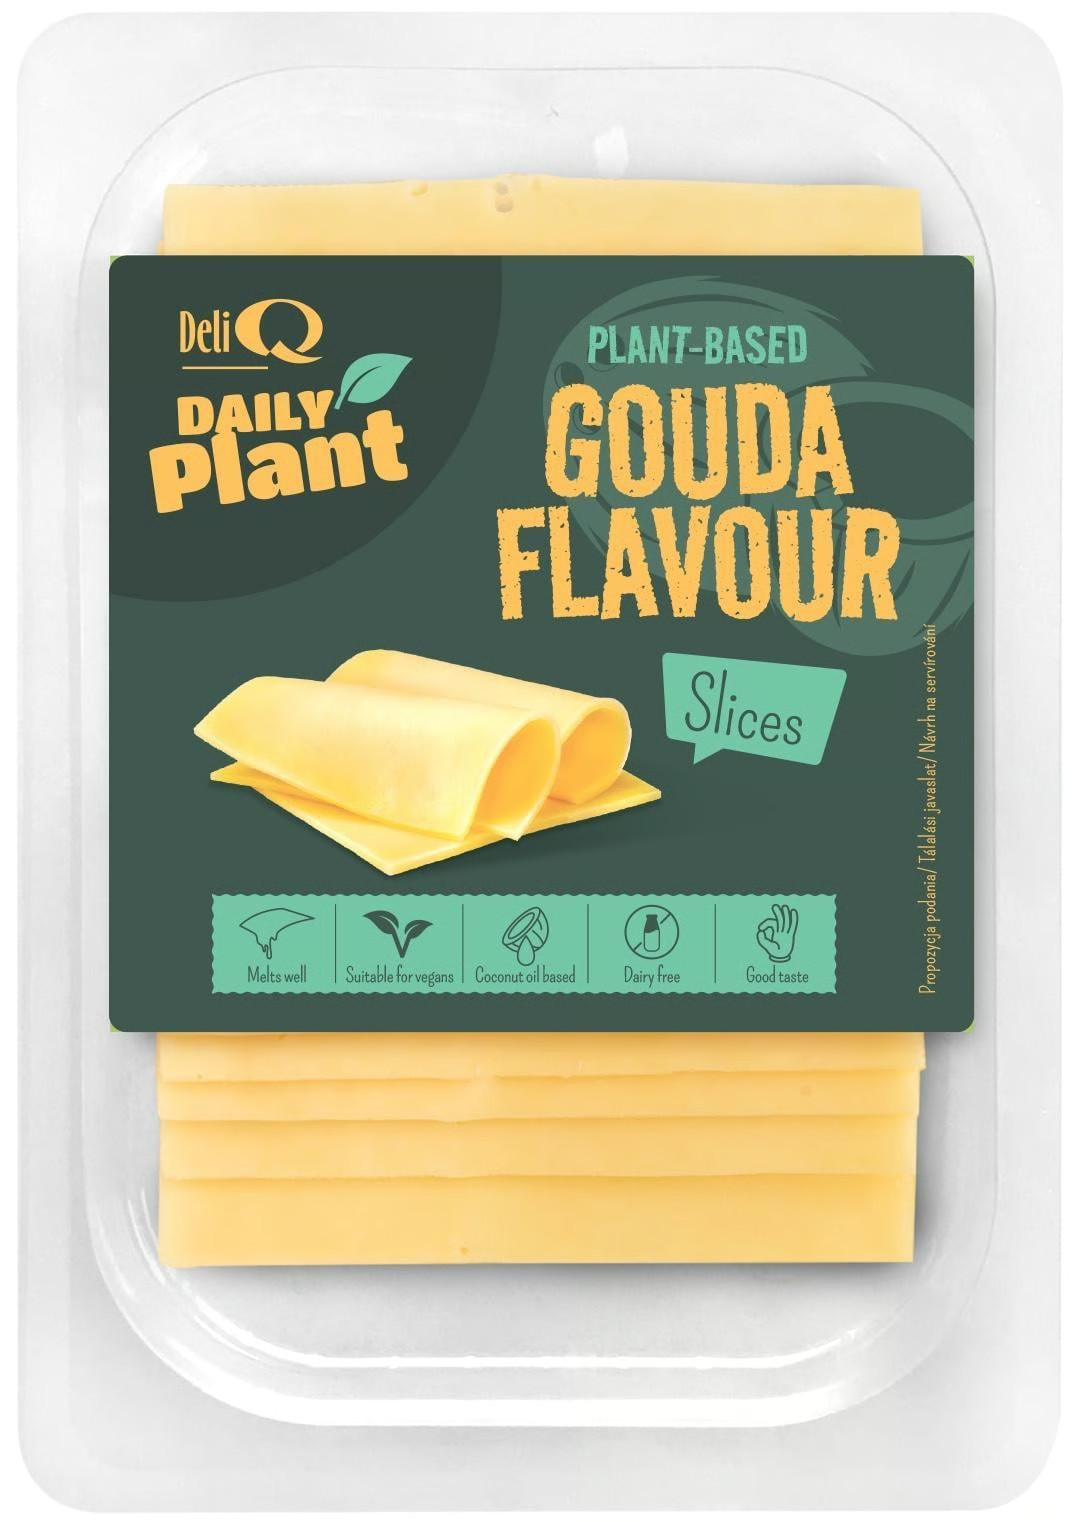 Deli Q
DAILY
Plant
PLANT-BASED
GOUDA
FLAVOUR
Slices
Propozycja podania/ Tálalási javaslat/ Návrh na servírování
Melts well
Suitable for vegans
Coconut oil based
Dairy free
Good taste